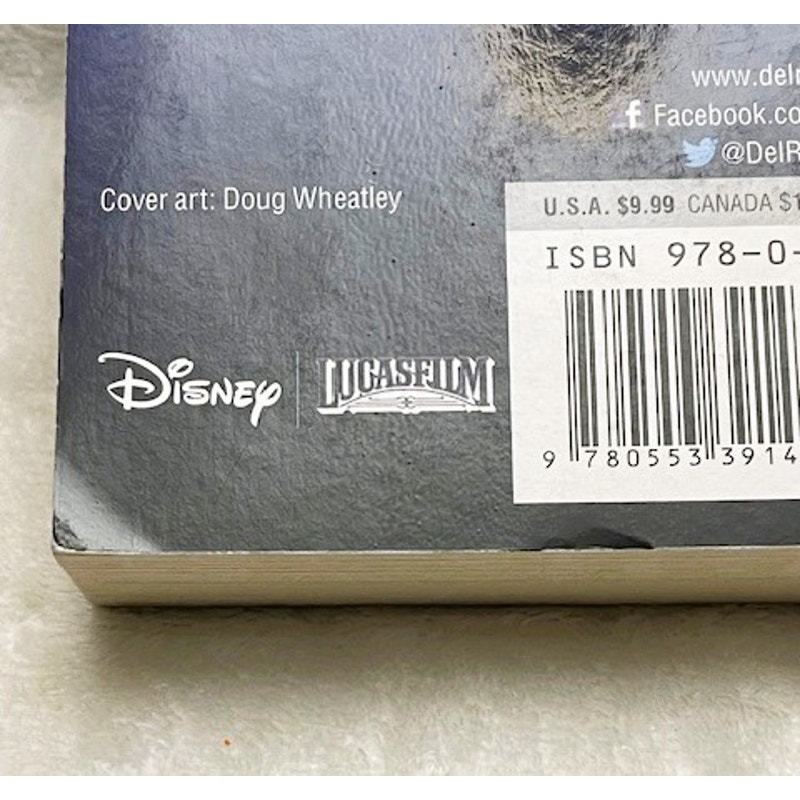 www.delr
Facebook.co
@DelR
Cover art: Doug Wheatley
U.S.A. $9.99 CANADA $1
ISBN 978-0-
DISNEY
LUCASFILM
9 780553 3914